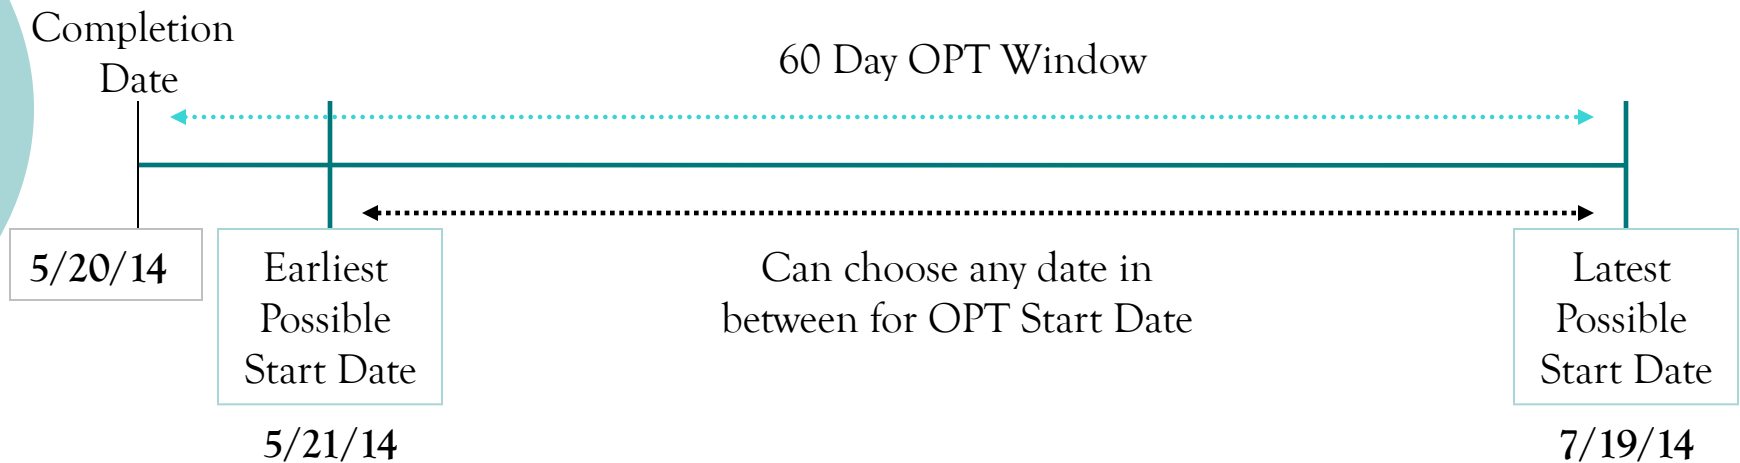 Completion
Date
60 Day OPT Window
5/20/14
Earliest
Possible
Start Date
5/21/14
Can choose any date in
between for OPT Start Date
Latest
Possible
Start Date
7/19/14